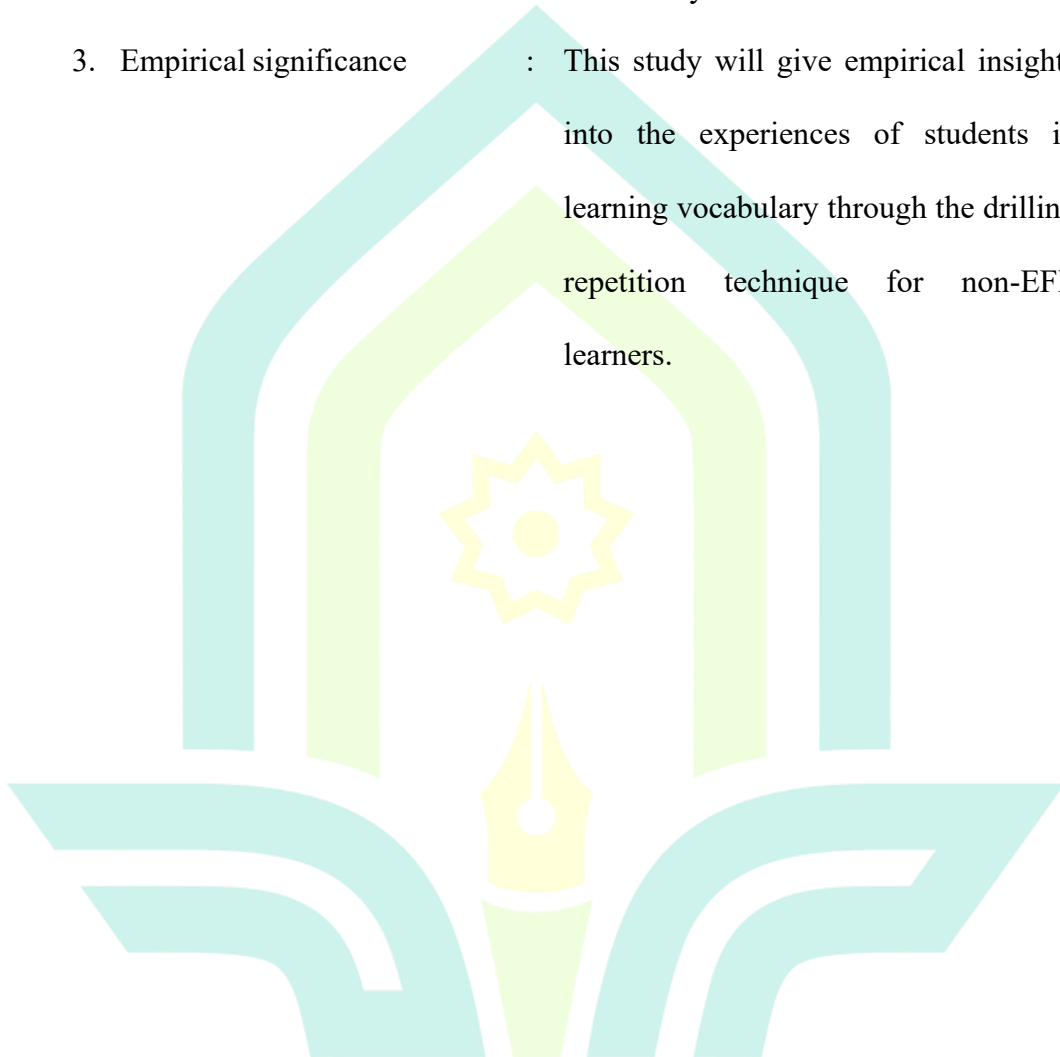 3. Empirical significance : This study will give empirical insight
into the experiences of students i
learning vocabulary through the drillin
repetition technique for non-EF
learners.